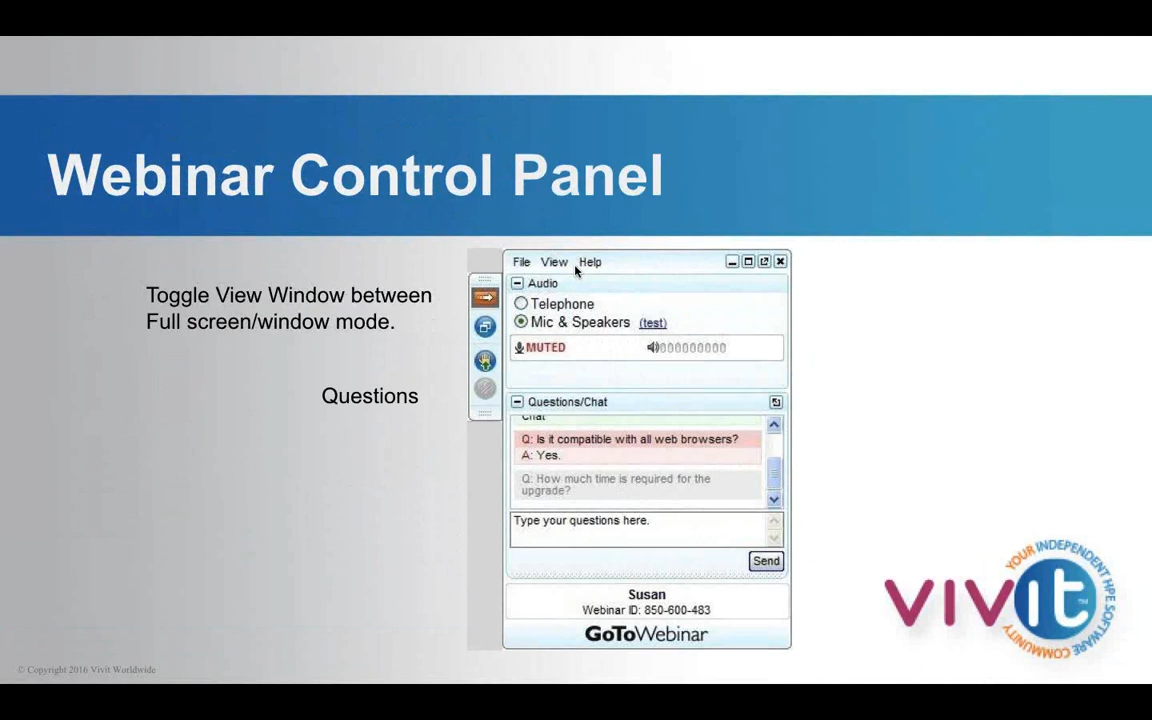 Webinar Control Panel
Toggle View Window between
Full screen/window mode.
Questions
File View Help
Audio
Telephone
Mic & Speakers (test)
MUTED
Questions/Chat
Chat
Q: Is it compatible with all web browsers?
A: Yes.
Q: How much time is required for the
upgrade?
Type your questions here.
Send
Susan
Webinar ID: 850-600-483
GoToWebinar
vivit™
YOUR INDEPENDENT HPE SOFTWARE COMMUNITY
© Copyright 2016 Vivit Worldwide